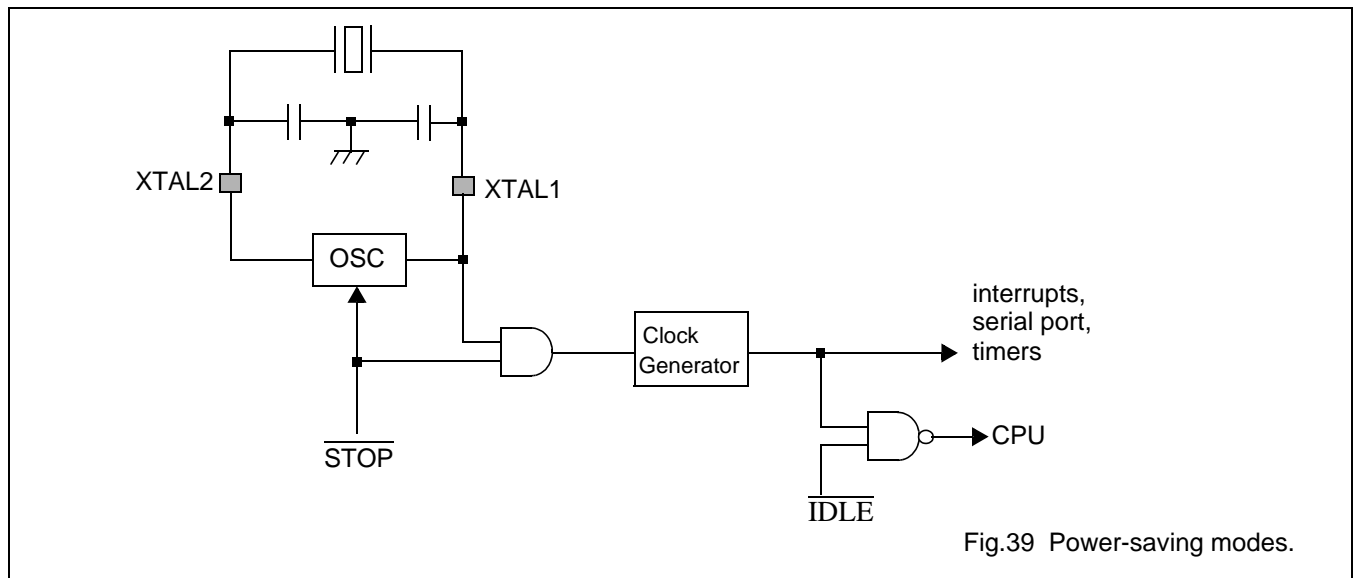 XTAL2
XTAL1
OSC
interrupts,
serial port,
timers
Clock
Generator
CPU
STOP
IDLE
Fig.39 Power-saving modes.